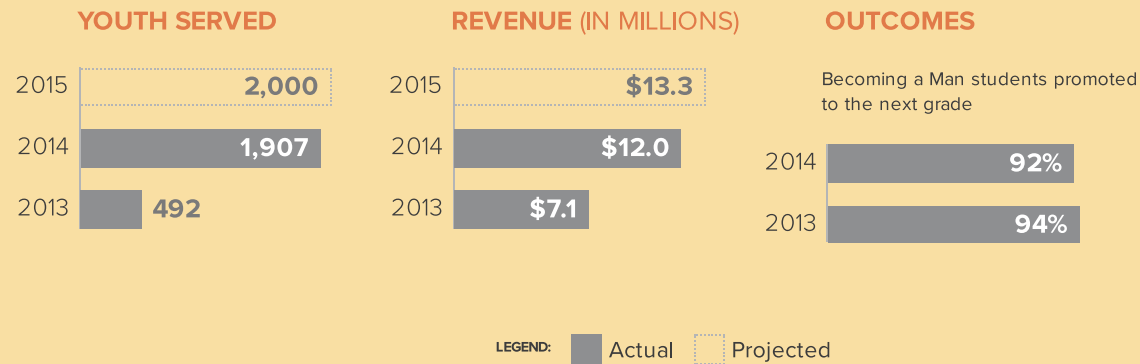 YOUTH SERVED
2015 2,000
2014 1,907
2013 492
REVENUE (IN MILLIONS)
2015 $13.3
2014 $12.0
2013 $7.1
OUTCOMES
Becoming a Man students promoted
to the next grade
2014 92%
2013 94%
LEGEND: Actual Projected